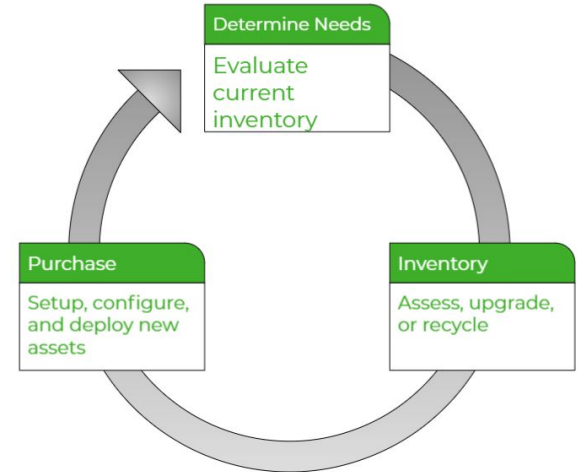 Determine Needs
Evaluate
current
inventory
Purchase
Setup, configure,
and deploy new
assets
Inventory
Assess, upgrade,
or recycle